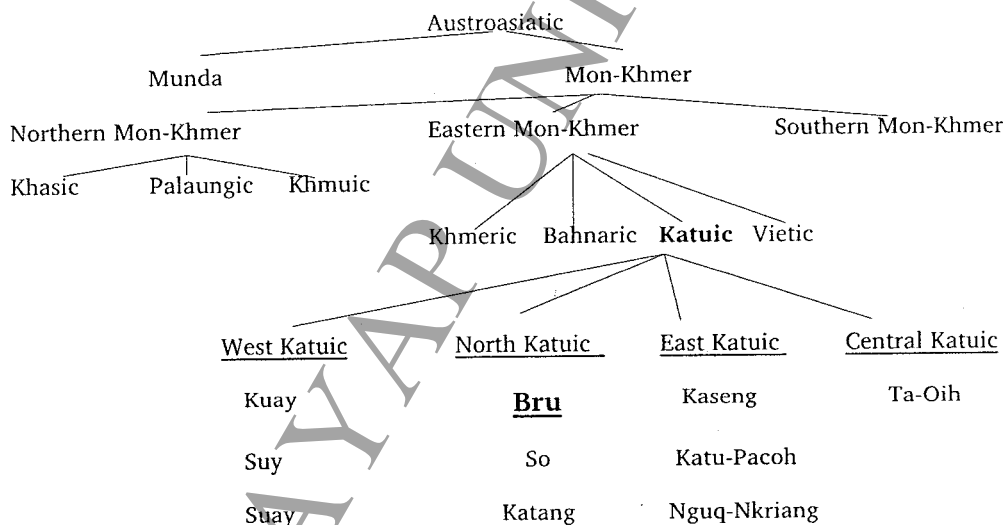 Austroasiatic
Munda Mon-Khmer
Northern Mon-Khmer Eastern Mon-Khmer Southern Mon-Khmer
Khasic Palaungic Khmuic
Khmeric Bahnaric Katuic Vietic
West Katuic North Katuic East Katuic Central Katuic
Kuay Bru Kaseng Ta-Oih
Suy So Katu-Pacoh
Suay Katang Nguq-Nkriang
AYAP UNI